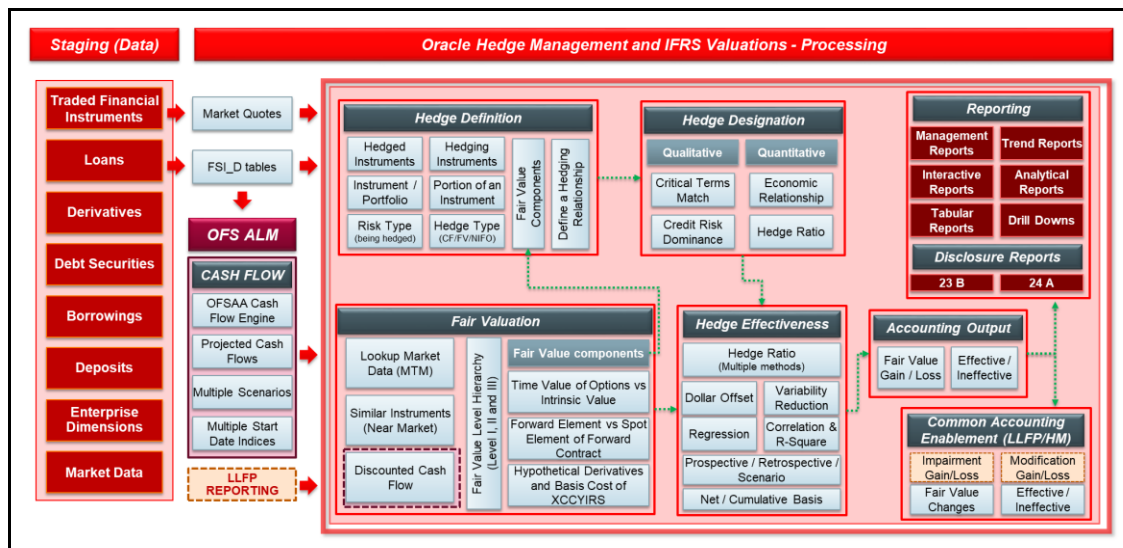 Staging (Data)
Oracle Hedge Management and IFRS Valuations - Processing
Traded Financial
Instruments
Loans
Derivatives
Debt Securities
Borrowings
Deposits
Enterprise
Dimensions
Market Data
Market Quotes
FSI_D tables
OFS ALM
CASH FLOW
OFSAA Cash
Flow Engine
Projected Cash
Flows
Multiple Scenarios
Multiple Start
Date Indices
LLFP
REPORTING
Hedge Definition
Hedged
Instruments
Hedging
Instruments
Instrument /
Portfolio
Portion of an
Instrument
Risk Type
(being hedged)
Hedge Type
(CF/FV/NIFO)
Fair Value
Components
Define a Hedging
Relationship
Hedge Designation
Qualitative
Quantitative
Critical Terms
Match
Economic
Relationship
Credit Risk
Dominance
Hedge Ratio
Reporting
Management
Reports
Trend Reports
Interactive
Reports
Analytical
Reports
Tabular
Reports
Drill Downs
Disclosure Reports
23 B
24 A
Fair Valuation
Lookup Market
Data (MTM)
Similar Instruments
(Near Market)
Discounted Cash
Flow
Fair Value Level Hierarchy
(Level I, II and III)
Fair Value components
Time Value of Options vs
Intrinsic Value
Forward Element vs Spot
Element of Forward
Contract
Hypothetical Derivatives
and Basis Cost of
XCCYIRS
Hedge Effectiveness
Hedge Ratio
(Multiple methods)
Dollar Offset
Variability
Reduction
Regression
Correlation &
R-Square
Prospective / Retrospective /
Scenario
Net / Cumulative Basis
Accounting Output
Fair Value
Gain / Loss
Effective /
Ineffective
Common Accounting
Enablement (LLFP/HM)
Impairment
Gain/Loss
Modification
Gain/Loss
Fair Value
Changes
Effective /
Ineffective